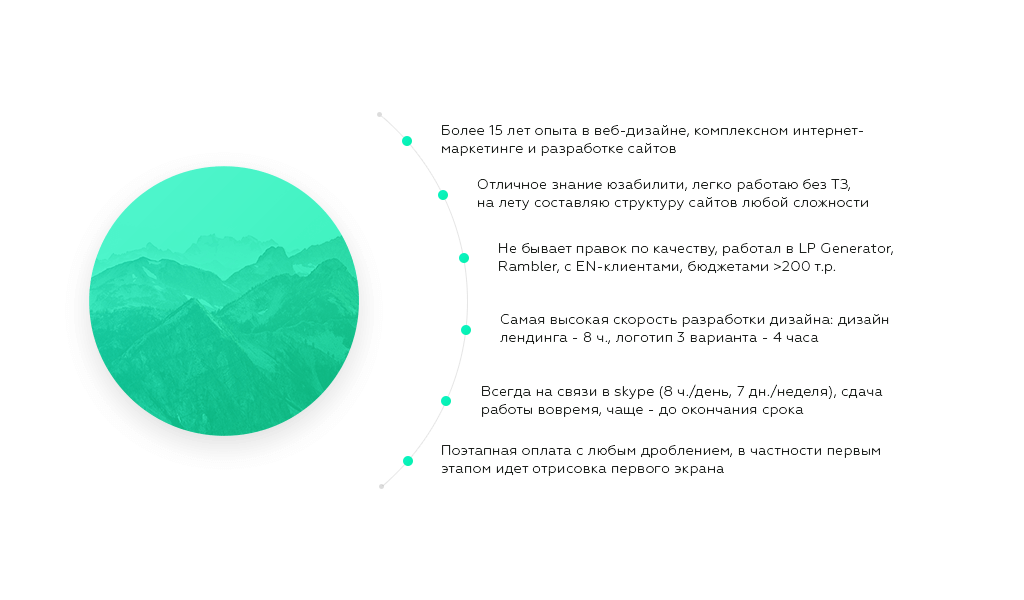 Более 15 лет опыта в веб-дизайне, комплексном интернет-
маркетинге и разработке сайтов
Отличное знание юзабилити, легко работаю без ТЗ,
на лету составляю структуру сайтов любой сложности
Не бывает правок по качеству, работал в LP Generator,
Rambler, с EN-клиентами, бюджетами >200 т.р.
Самая высокая скорость разработки дизайна: дизайн
лендинга - 8 ч., логотип 3 варианта - 4 часа
Всегда на связи в skype (8 ч./день, 7 дн./неделя), сдача
работы вовремя, чаще - до окончания срока
Поэтапная оплата с любым дроблением, в частности первым
этапом идет отрисовка первого экрана